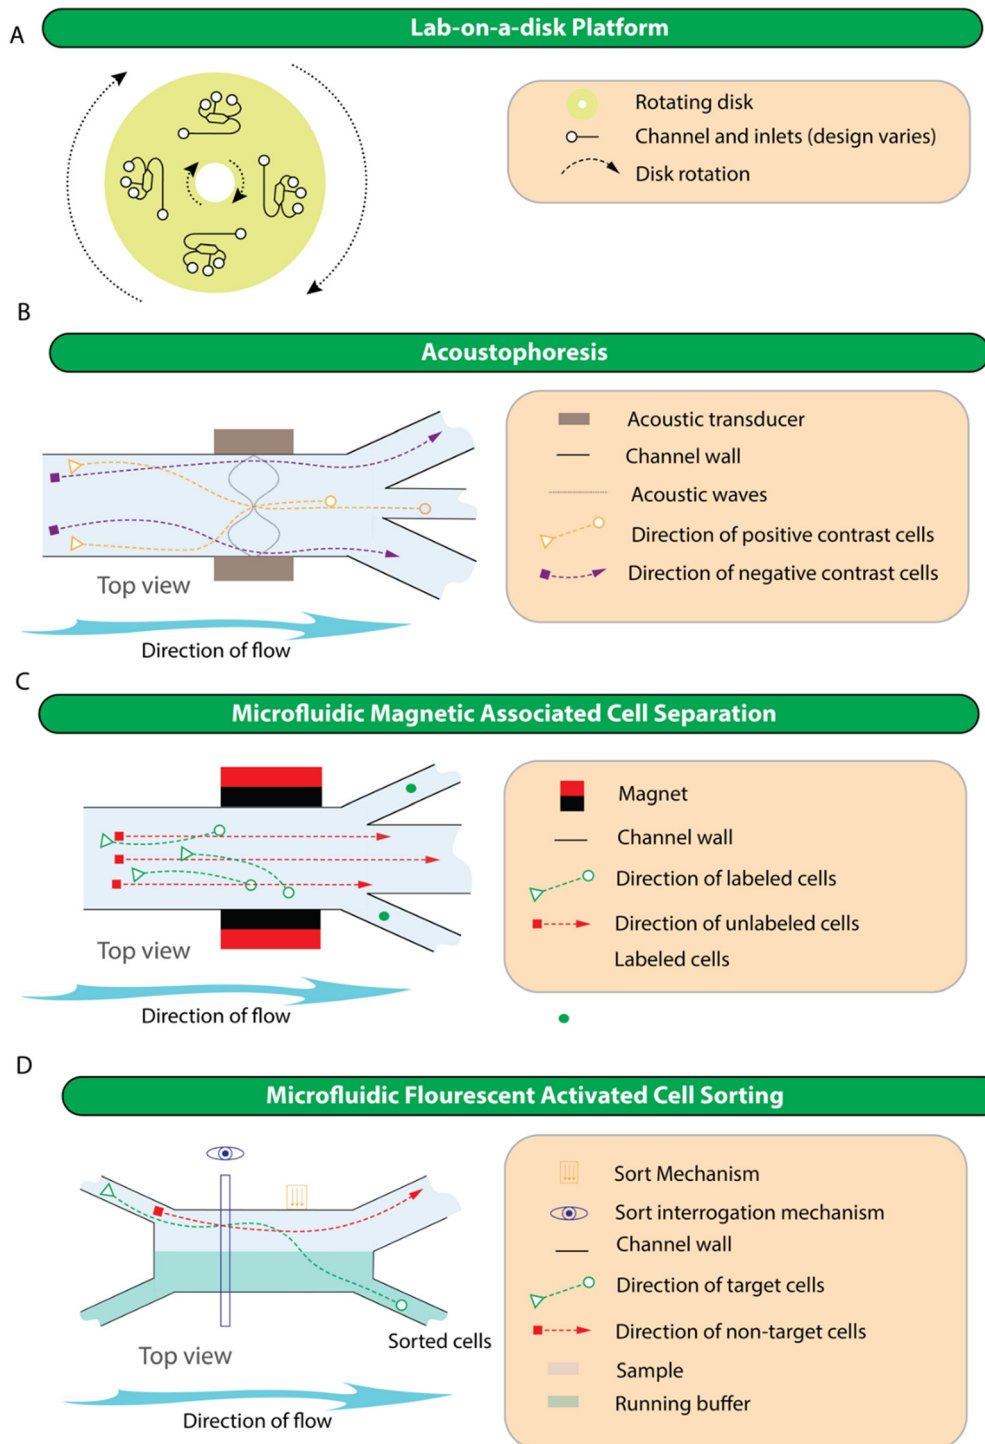 A
Lab-on-a-disk Platform
Rotating disk
Channel and inlets (design varies)
Disk rotation
B
Acoustophoresis
Acoustic transducer
Channel wall
Acoustic waves
Direction of positive contrast cells
Direction of negative contrast cells
Top view
Direction of flow
C
Microfluidic Magnetic Associated Cell Separation
Magnet
Channel wall
Direction of labeled cells
Direction of unlabeled cells
Labeled cells
Top view
Direction of flow
D
Microfluidic Flourescent Activated Cell Sorting
Sort Mechanism
Sort interrogation mechanism
Channel wall
Direction of target cells
Direction of non-target cells
Sample
Running buffer
Sorted cells
Top view
Direction of flow